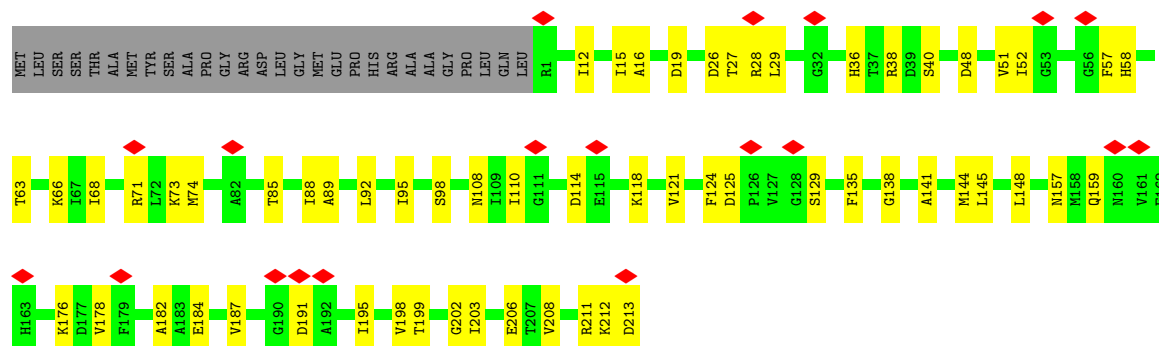 MET LEU SER SER THR ALA MET TYR SER ALA PRO GLY ARG ASP LEU GLY MET GLU PRO HIS ARG ALA ALA GLY PRO LEU GLN LEU R1 I12 I15 A16 D19 D26 T27 R28 L29 G32 H36 T37 R38 D39 S40 D48 V51 I52 G53 G56 F57 H58
T63 K66 I67 I68 R71 L72 K73 M74 A82 T85 I88 A89 L92 I95 S98 N108 I109 I110 G111 D114 E115 K118 V121 F124 D125 P126 V127 G128 S129 F135 G138 A141 M144 L145 L148 N157 M158 Q159 N160 V161
H163 K176 D177 V178 F179 A182 A183 E184 V187 G190 D191 A192 I195 V198 T199 G202 I203 E206 T207 V208 R211 K212 D213